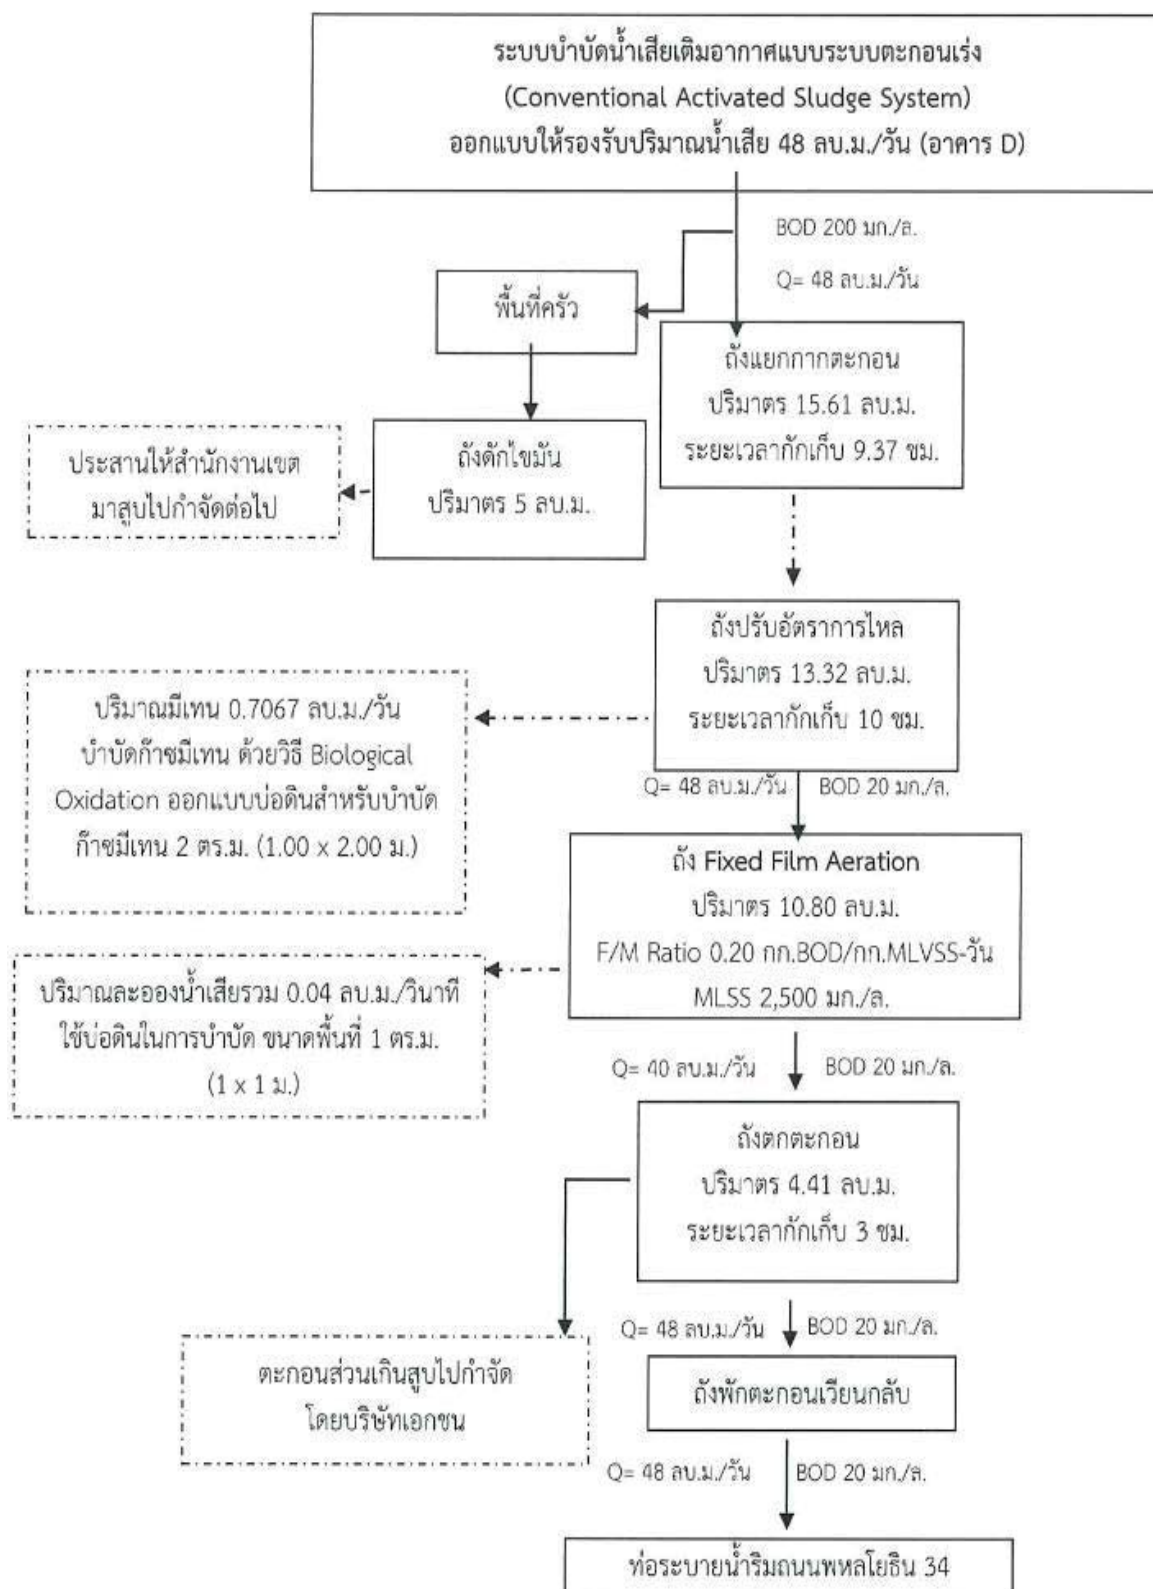 ระบบบำบัดน้ำเสียเติมอากาศแบบระบบตะกอนเร่ง
(Conventional Activated Sludge System)
ออกแบบให้รองรับปริมาณน้ำเสีย 48 ลบ.ม./วัน (อาคาร D)
BOD 200 มก./ล.
Q= 48 ลบ.ม./วัน
พื้นที่ครัว
ถังแยกกากตะกอน
ปริมาตร 15.61 ลบ.ม.
ระยะเวลากักเก็บ 9.37 ชม.
ถังดักไขมัน
ปริมาตร 5 ลบ.ม.
ประสานให้สำนักงานเขต
มาสูบไปกำจัดต่อไป
ถังปรับอัตราการไหล
ปริมาตร 13.32 ลบ.ม.
ระยะเวลากักเก็บ 10 ชม.
ปริมาณมีเทน 0.7067 ลบ.ม./วัน
บำบัดก๊าซมีเทน ด้วยวิธี Biological
Oxidation ออกแบบบ่อดินสำหรับบำบัด
ก๊าซมีเทน 2 ตร.ม. (1.00 x 2.00 ม.)
Q= 48 ลบ.ม./วัน BOD 20 มก./ล.
ถัง Fixed Film Aeration
ปริมาตร 10.80 ลบ.ม.
F/M Ratio 0.20 กก.BOD/กก.MLVSS-วัน
MLSS 2,500 มก./ล.
ปริมาณละอองน้ำเสียรวม 0.04 ลบ.ม./วินาที
ใช้บ่อดินในการบำบัด ขนาดพื้นที่ 1 ตร.ม.
(1 x 1 ม.)
Q= 40 ลบ.ม./วัน BOD 20 มก./ล.
ถังตกตะกอน
ปริมาตร 4.41 ลบ.ม.
ระยะเวลากักเก็บ 3 ชม.
Q= 48 ลบ.ม./วัน BOD 20 มก./ล.
ตะกอนส่วนเกินสูบไปกำจัด
โดยบริษัทเอกชน
ถังพักตะกอนเวียนกลับ
Q= 48 ลบ.ม./วัน BOD 20 มก./ล.
ท่อระบายน้ำริมถนนพหลโยธิน 34